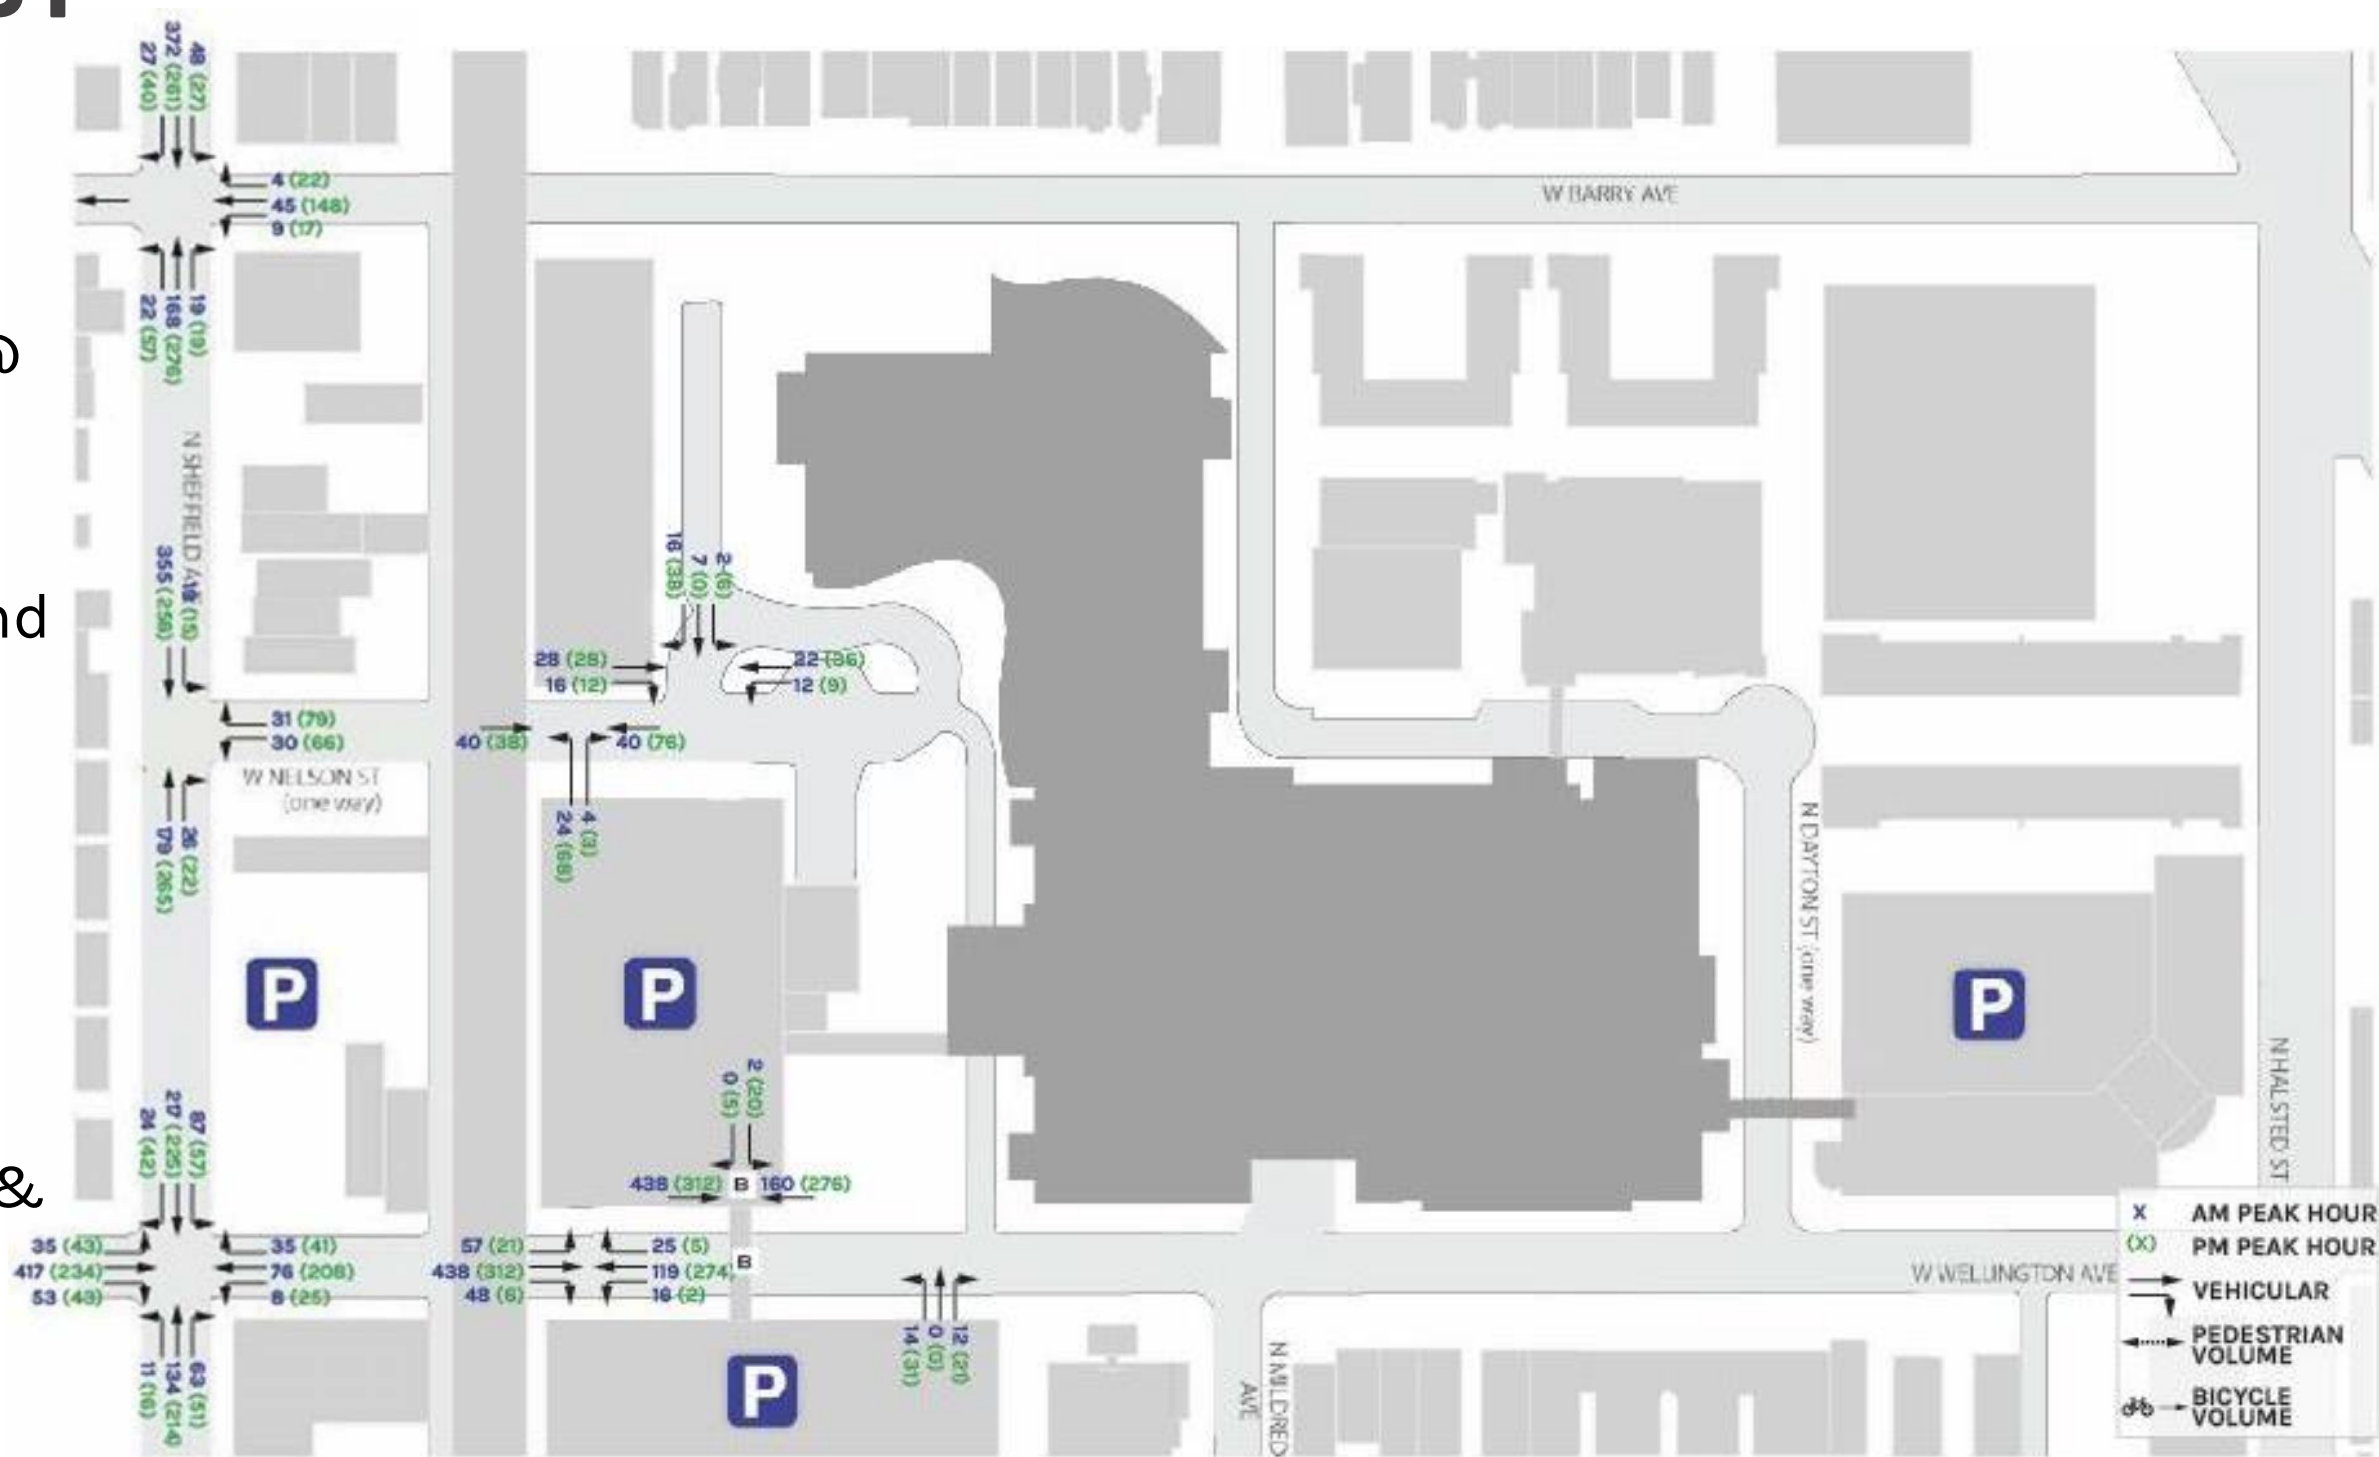 27 (40)
372 (261)
48 (27)
4 (22)
45 (148)
9 (17)
W BARRY AVE
22 (57)
168 (276)
19 (19)
N SHEFFIELD
355 (256)
(15)
nd
16 (38)
7 (0)
2 (6)
28 (28)
16 (12)
22 (36)
12 (9)
31 (79)
30 (66)
40 (38)
40 (76)
W NELSON ST
(one way)
179 (265)
26 (22)
24 (68)
4 (3)
N DAYTON ST (one way)
P
P
P
N HALSTED ST
24 (42)
217 (225)
87 (57)
0 (5)
2 (20)
&
438 (312)
B
160 (276)
35 (43)
417 (234)
53 (43)
35 (41)
76 (208)
8 (25)
57 (21)
438 (312)
48 (6)
25 (5)
119 (274)
16 (2)
B
W WELLINGTON AVE
11 (16)
134 (214)
63 (51)
P
14 (31)
0 (0)
12 (21)
N MILDRED
AVE
X AM PEAK HOUR
(X) PM PEAK HOUR
VEHICULAR
PEDESTRIAN
VOLUME
BICYCLE
VOLUME